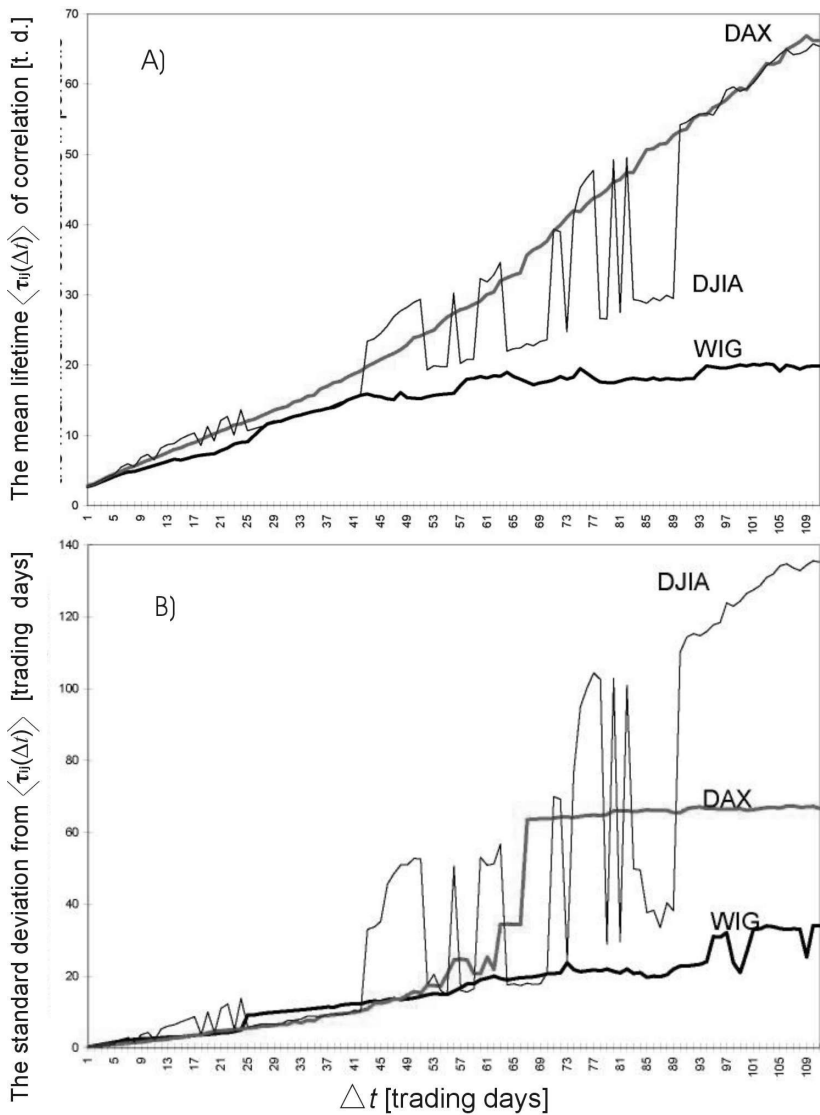 The mean lifetime ⟨τij(Δt)⟩ of correlation [t. d.]
70
60
50
40
30
20
10
0
A)
DAX
DJIA
WIG
1 5 9 13 17 21 25 29 33 37 41 45 49 53 57 61 65 69 73 77 81 85 89 93 97 101 105 109
The standard deviation from ⟨τij(Δt)⟩ [trading days]
140
120
100
80
60
40
20
0
B)
DJIA
DAX
WIG
1 5 9 13 17 21 25 29 33 37 41 45 49 53 57 61 65 69 73 77 81 85 89 93 97 101 105 109
Δt [trading days]